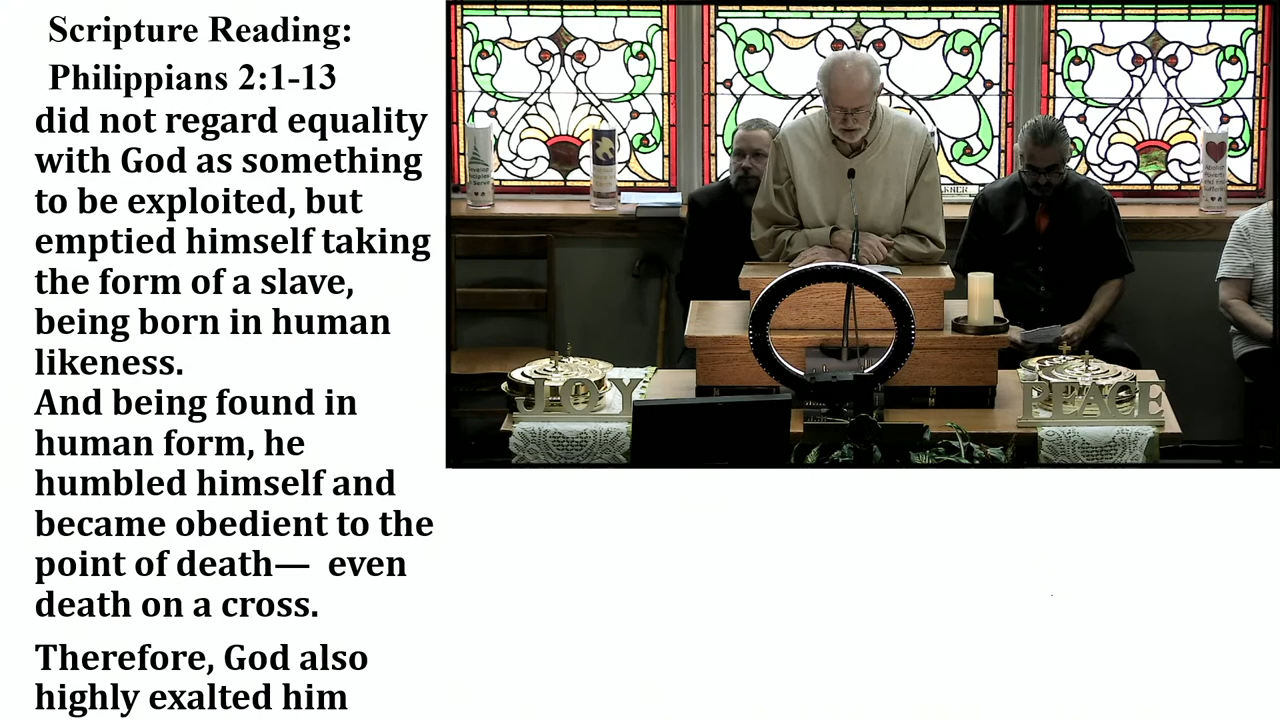 Scripture Reading:
Philippians 2:1-13
did not regard equality
with God as something
to be exploited, but
emptied himself taking
the form of a slave,
being born in human
likeness.
And being found in
human form, he
humbled himself and
became obedient to the
point of death— even
death on a cross.
Therefore, God also
highly exalted him
JOY
PEACE